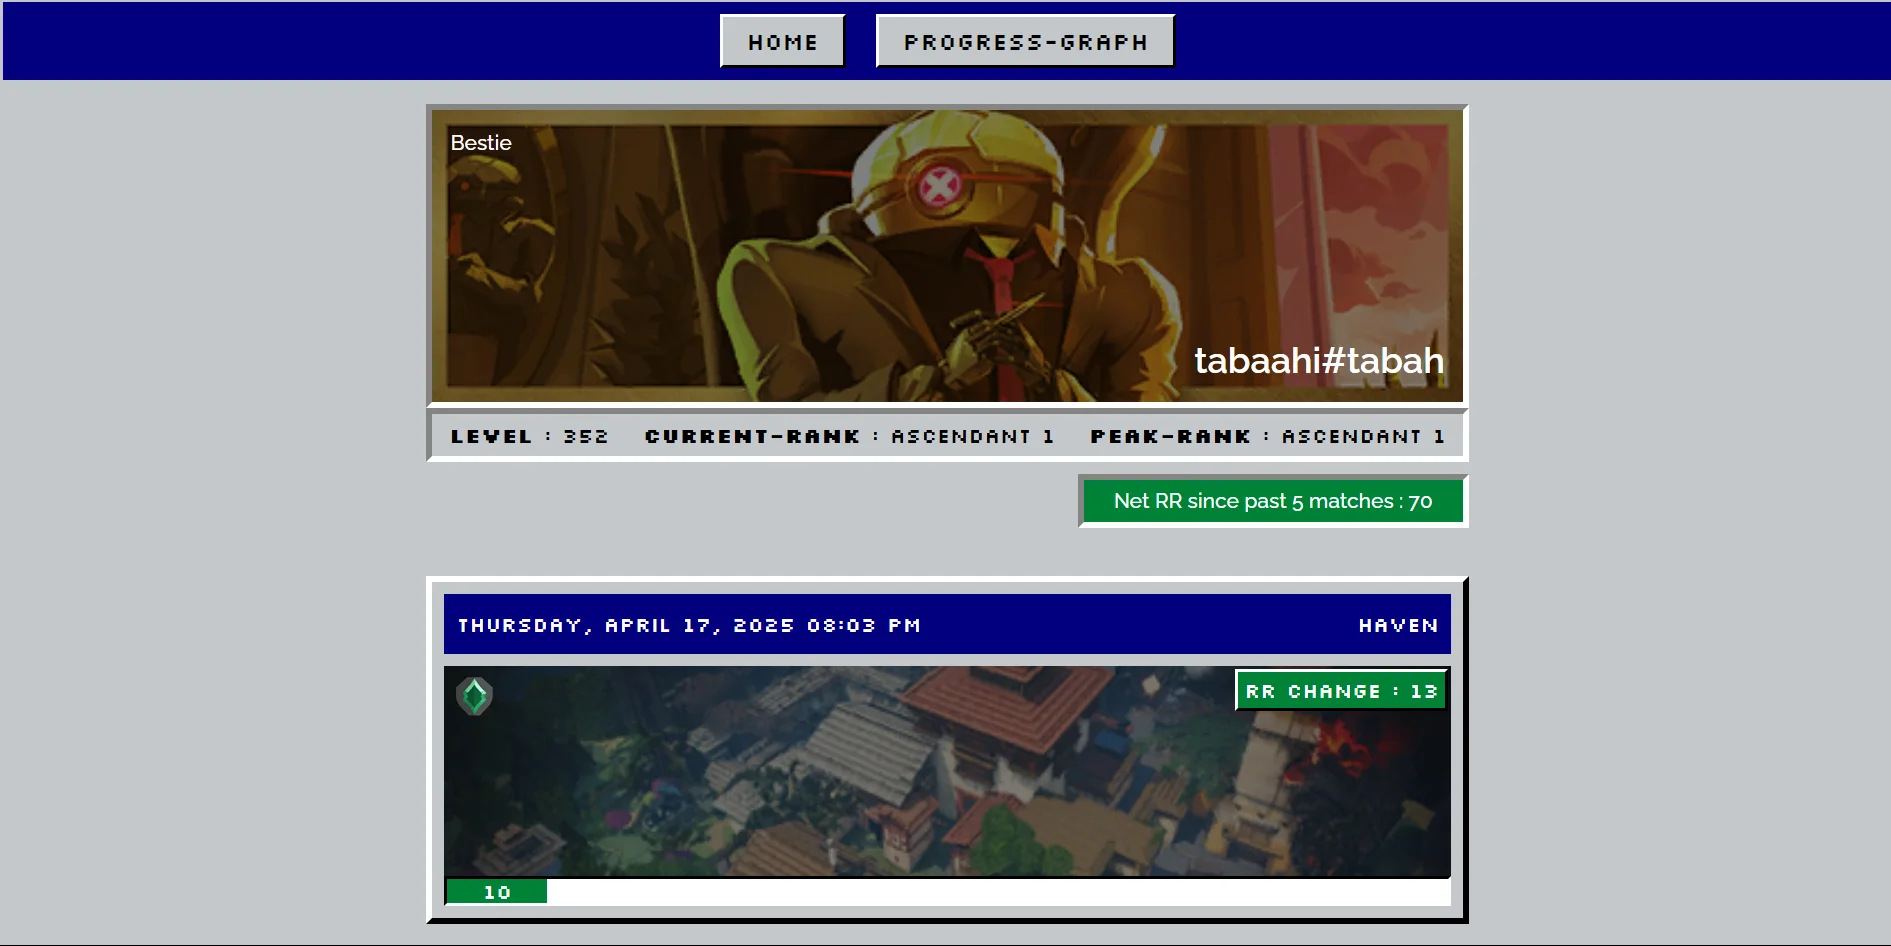 HOME PROGRESS-GRAPH
Bestie
tabaahi#tabah
LEVEL : 352 CURRENT-RANK : ASCENDANT 1 PEAK-RANK : ASCENDANT 1
Net RR since past 5 matches : 70
THURSDAY, APRIL 17, 2025 08:03 PM HAVEN
RR CHANGE : 13
10